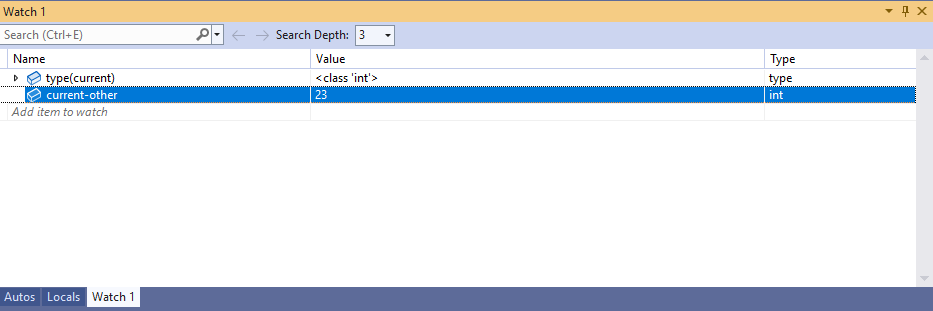 Watch 1
Search (Ctrl+E) Search Depth: 3
Name Value Type
type(current) <class 'int'> type
current-other 23 int
Add item to watch
Autos Locals Watch 1